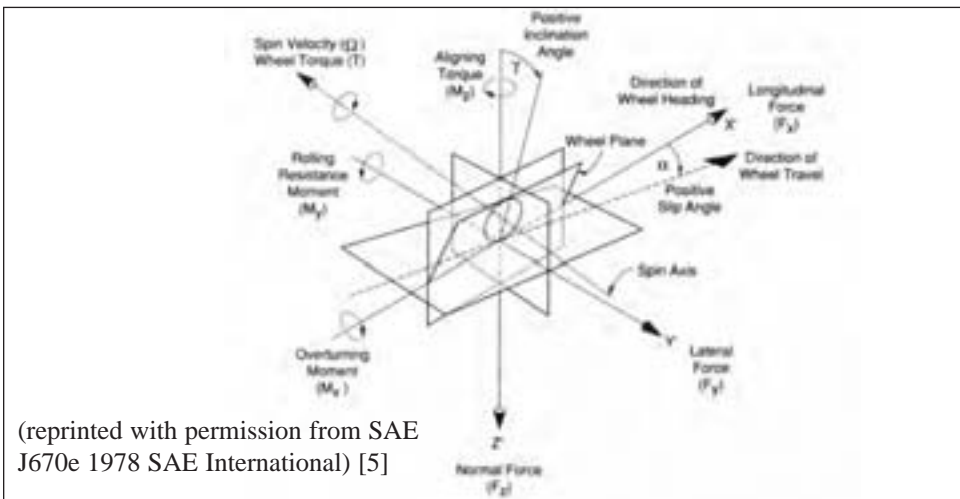 Positive
Inclination
Angle
Spin Velocity (Ω)
Wheel Torque (T)
Aligning
Torque
(Mz)
Direction of
Wheel Heading
Longitudinal
Force
(Fx)
X'
Wheel Plane
Rolling
Resistance
Moment
(My)
α
Direction of
Wheel Travel
Positive
Slip Angle
Spin Axis
Y'
Lateral
Force
(Fy)
Overturning
Moment
(Mx)
Z'
Normal Force
(Fz)
(reprinted with permission from SAE
J670e 1978 SAE International) [5]